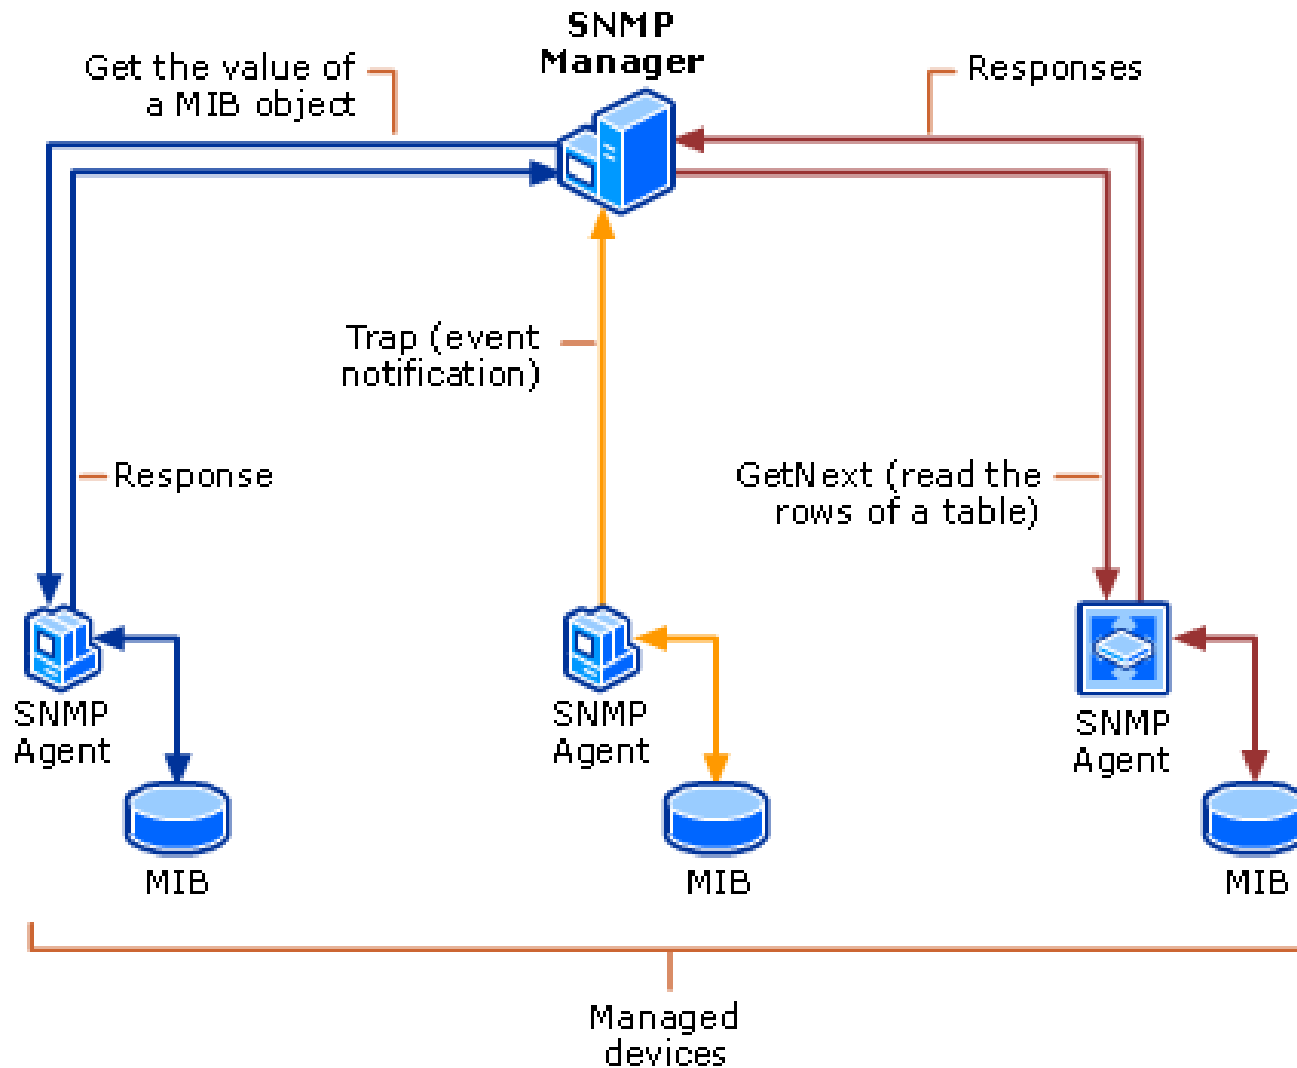 SNMP
Manager
Get the value of
a MIB object
Responses
Trap (event
notification)
Response
GetNext (read the
rows of a table)
SNMP
Agent
SNMP
Agent
SNMP
Agent
MIB
MIB
MIB
Managed
devices